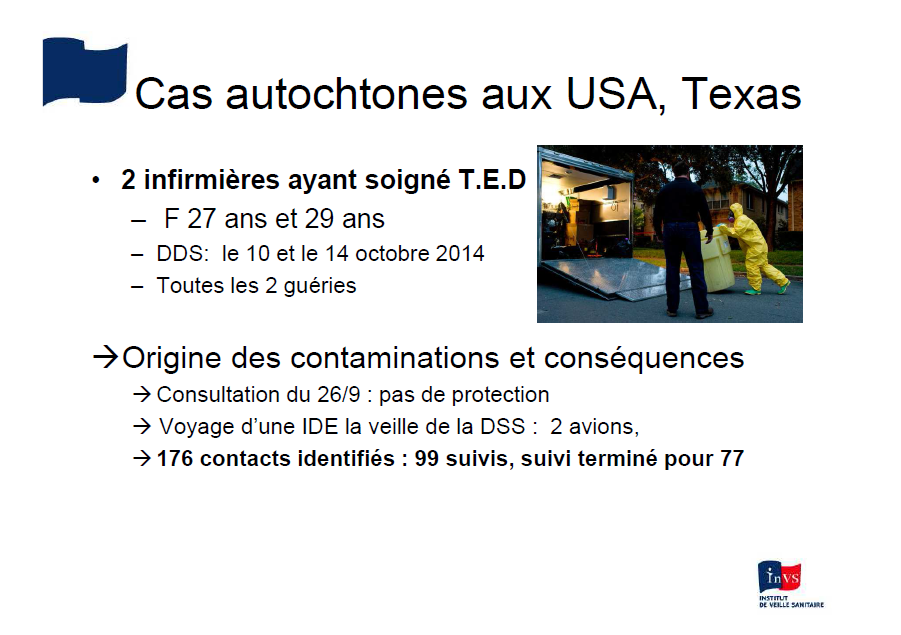 Cas autochtones aux USA, Texas
• 2 infirmières ayant soigné T.E.D
– F 27 ans et 29 ans
– DDS: le 10 et le 14 octobre 2014
– Toutes les 2 guéries
→Origine des contaminations et conséquences
→ Consultation du 26/9 : pas de protection
→ Voyage d'une IDE la veille de la DSS : 2 avions,
→ 176 contacts identifiés : 99 suivis, suivi terminé pour 77
InVS
INSTITUT
DE VEILLE SANITAIRE